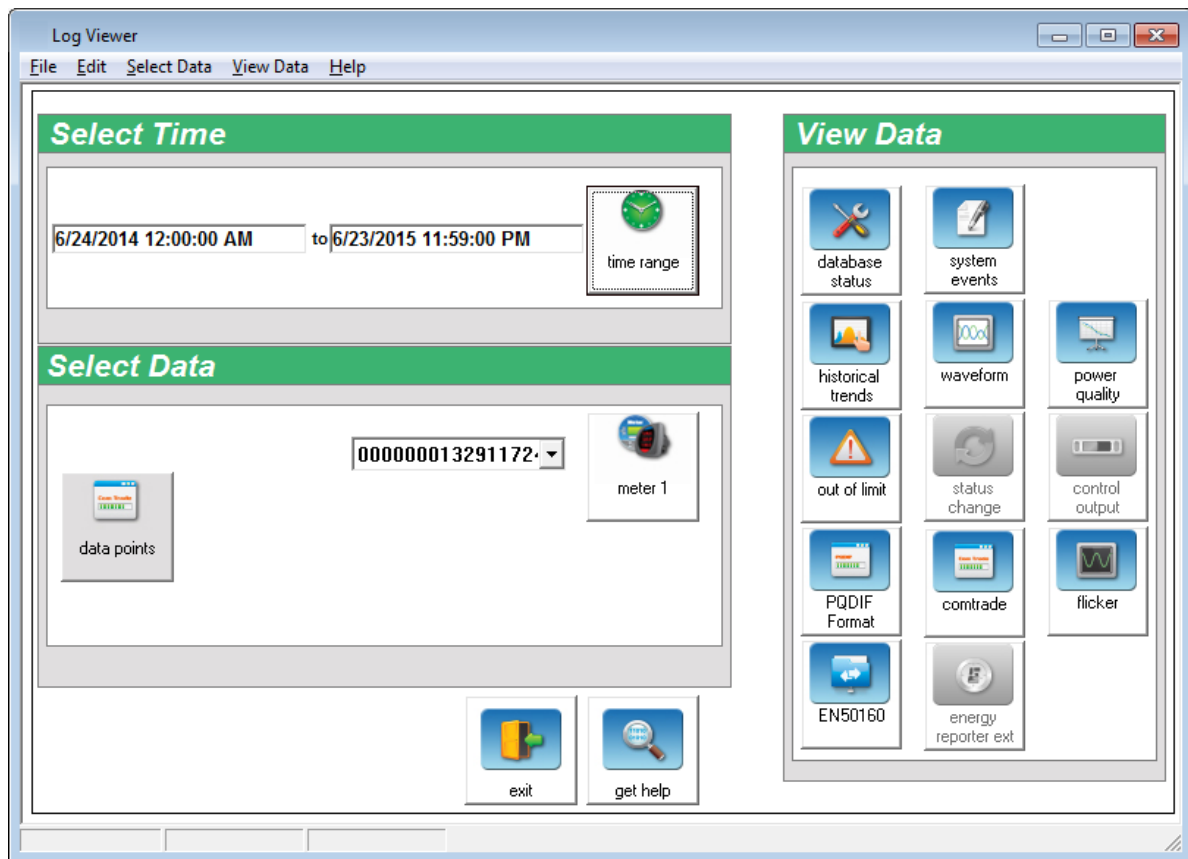 Log Viewer
File Edit Select Data View Data Help
Select Time
6/24/2014 12:00:00 AM to 6/23/2015 11:59:00 PM
time range
Select Data
000000013291172
meter 1
data points
exit
get help
View Data
database
status
system
events
historical
trends
waveform
power
quality
out of limit
status
change
control
output
PQDIF
Format
comtrade
flicker
EN50160
energy
reporter ext